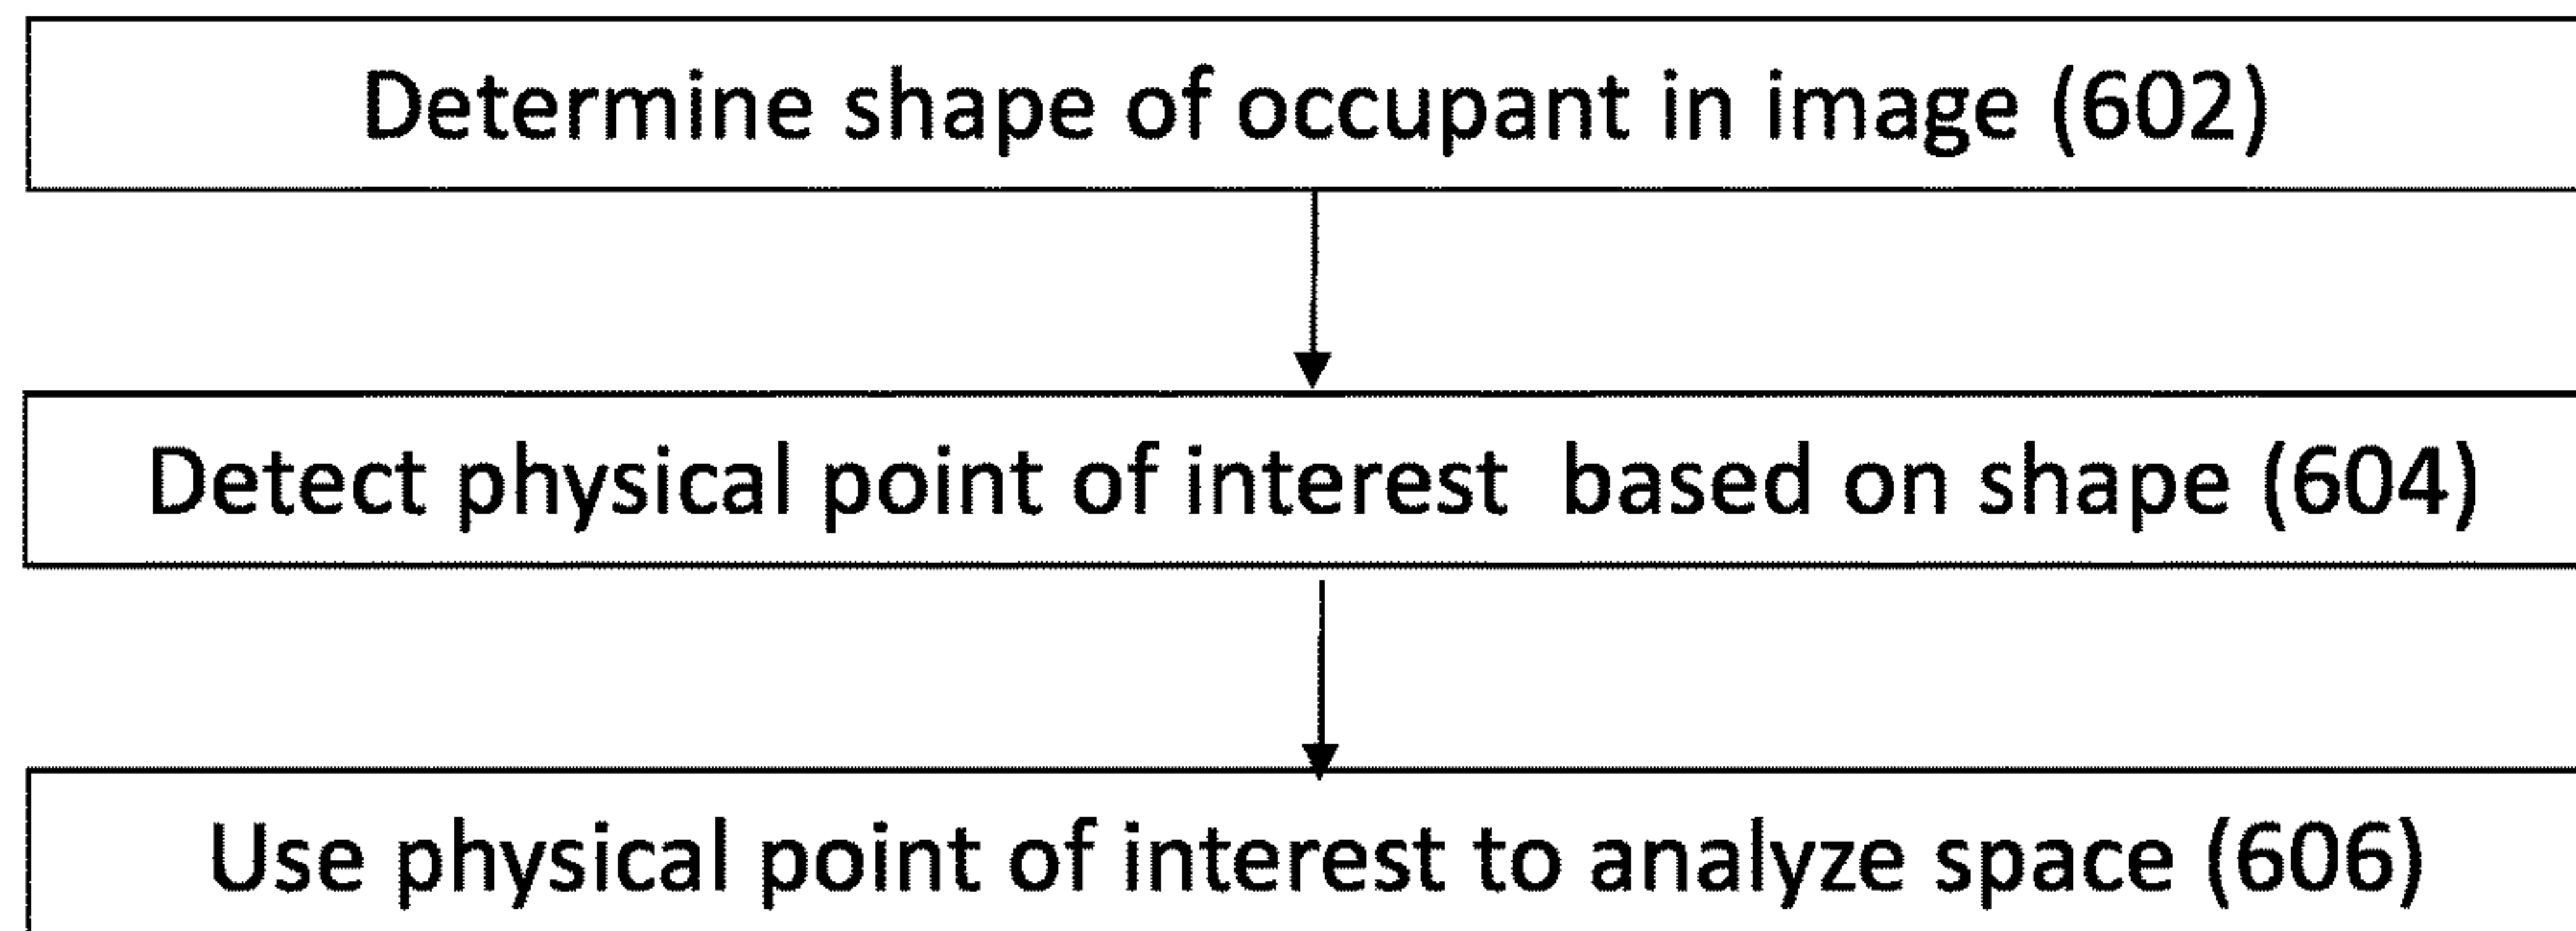 Determine shape of occupant in image (602)
Detect physical point of interest based on shape (604)
Use physical point of interest to analyze space (606)